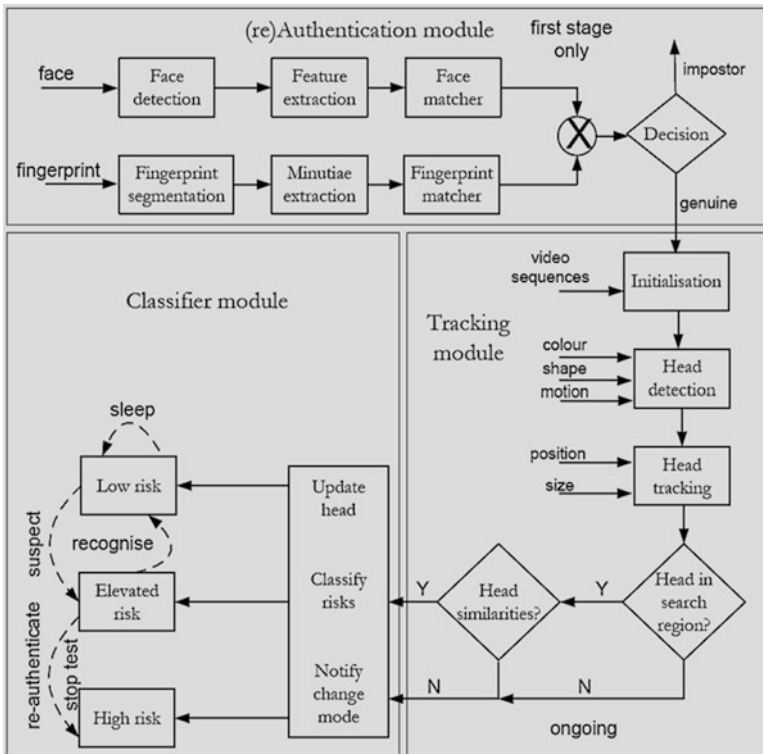 (re)Authentication module
first stage
only
impostor
face
Face
detection
Feature
extraction
Face
matcher
X
Decision
fingerprint
Fingerprint
segmentation
Minutiae
extraction
Fingerprint
matcher
genuine
Classifier module
Tracking
module
video
sequences
Initialisation
colour
shape
motion
Head
detection
position
size
Head
tracking
sleep
Low risk
suspect
recognise
Elevated
risk
re-authenticate
stop test
High risk
Update
head
Classify
risks
Notify
change
mode
Y
Head
similarities?
Y
Head in
search
region?
N
N
ongoing